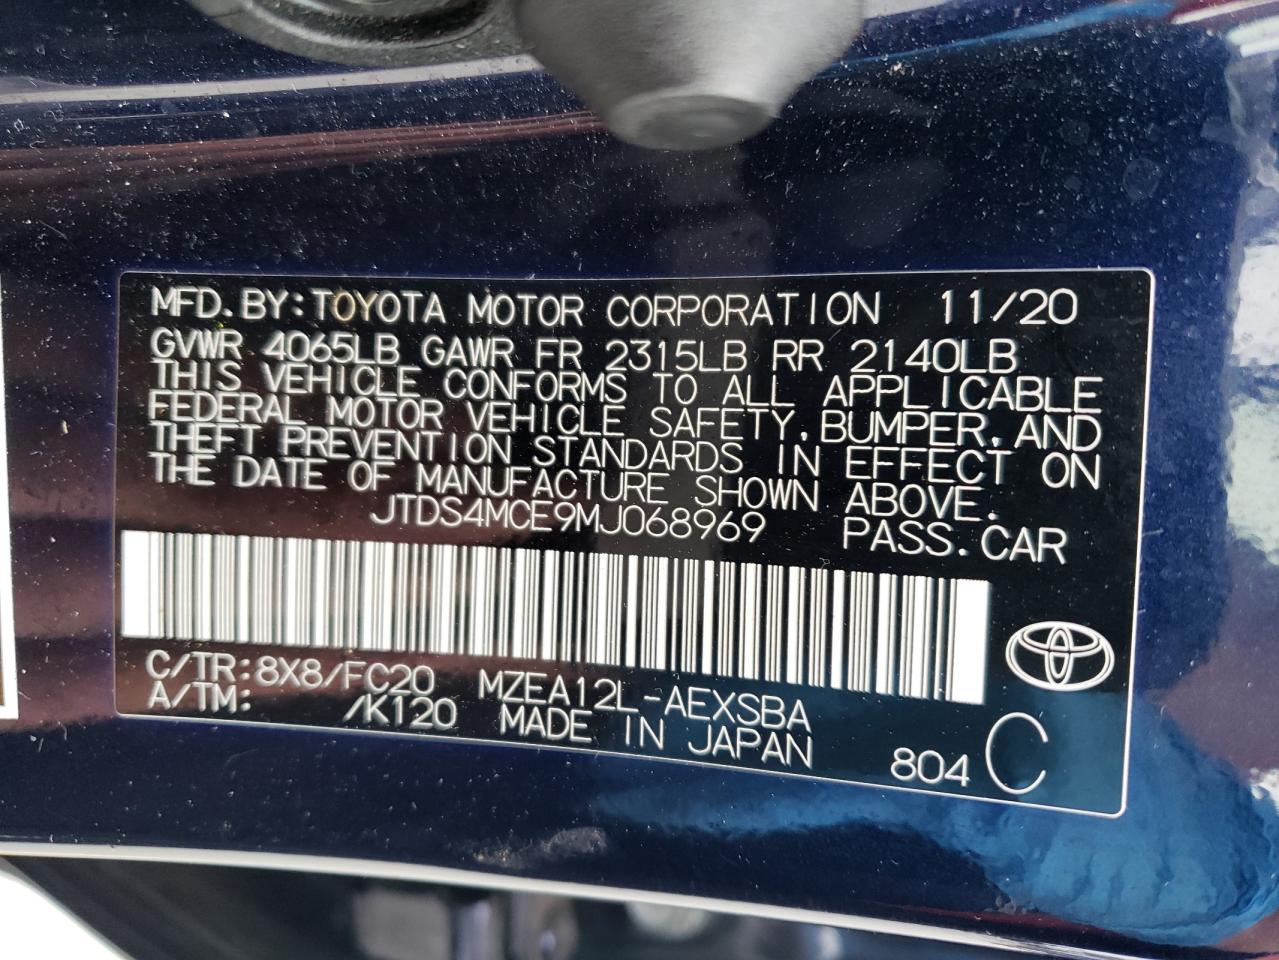 MFD. BY: TOYOTA MOTOR CORPORATION 11/20
GVWR 4065LB GAWR FR 2315LB RR 2140LB
THIS VEHICLE CONFORMS TO ALL APPLICABLE
FEDERAL MOTOR VEHICLE SAFETY, BUMPER, AND
THEFT PREVENTION STANDARDS IN EFFECT ON
THE DATE OF MANUFACTURE SHOWN ABOVE.
JTDS4MCE9MJ068969 PASS. CAR
C/TR: 8X8/FC20 MZEA12L-AEXSBA
A/TM: /K120 MADE IN JAPAN
804 C